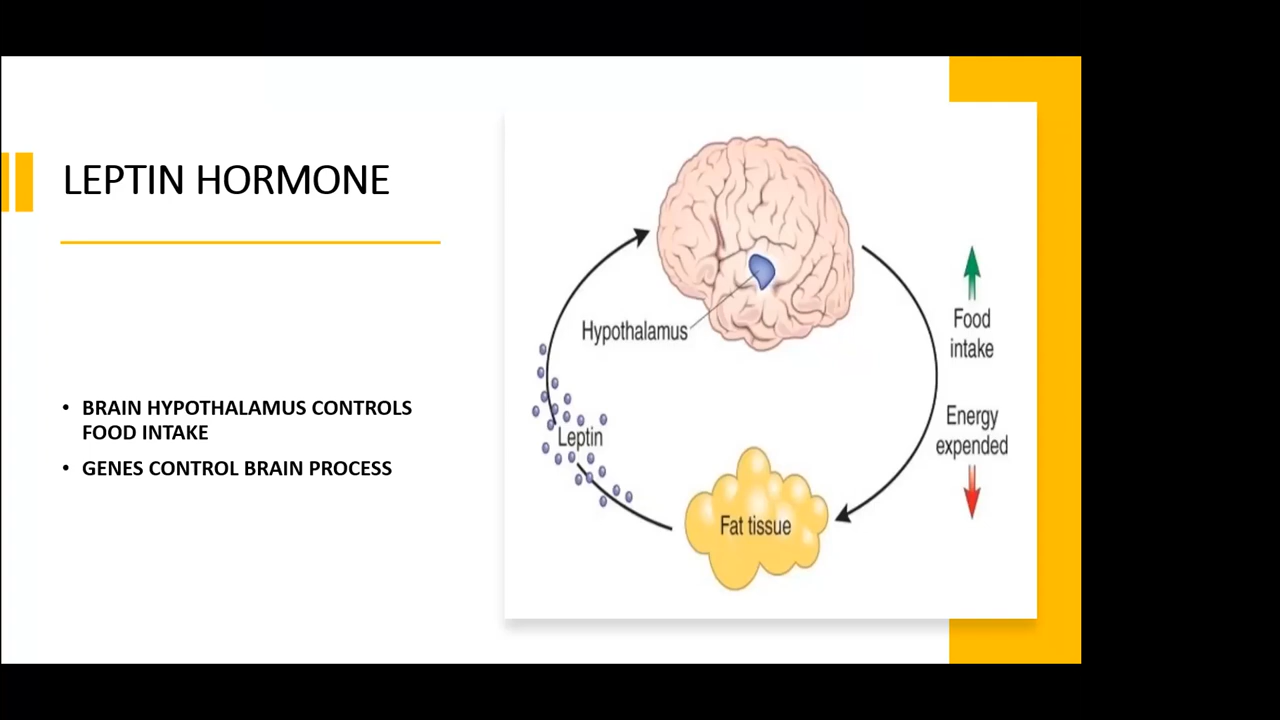 LEPTIN HORMONE
• BRAIN HYPOTHALAMUS CONTROLS
FOOD INTAKE
• GENES CONTROL BRAIN PROCESS
Hypothalamus
Leptin
Fat tissue
Food
intake
Energy
expended